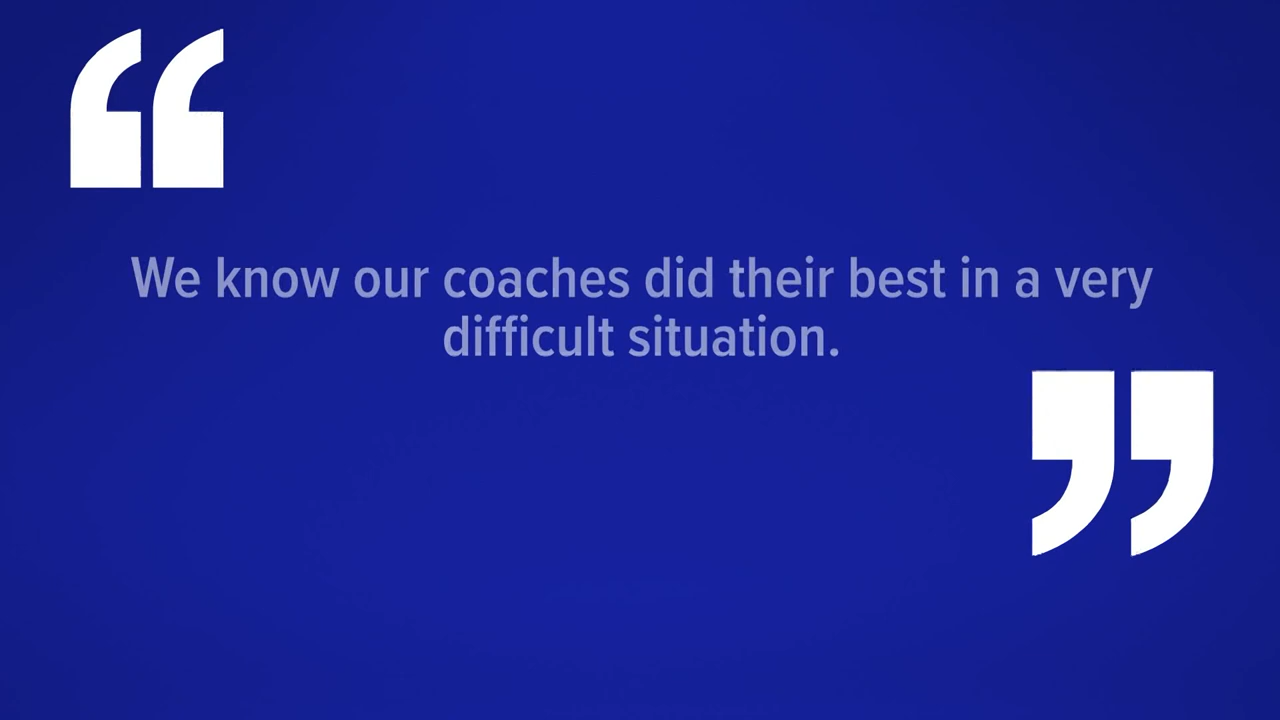 “
We know our coaches did their best in a very
difficult situation.
”